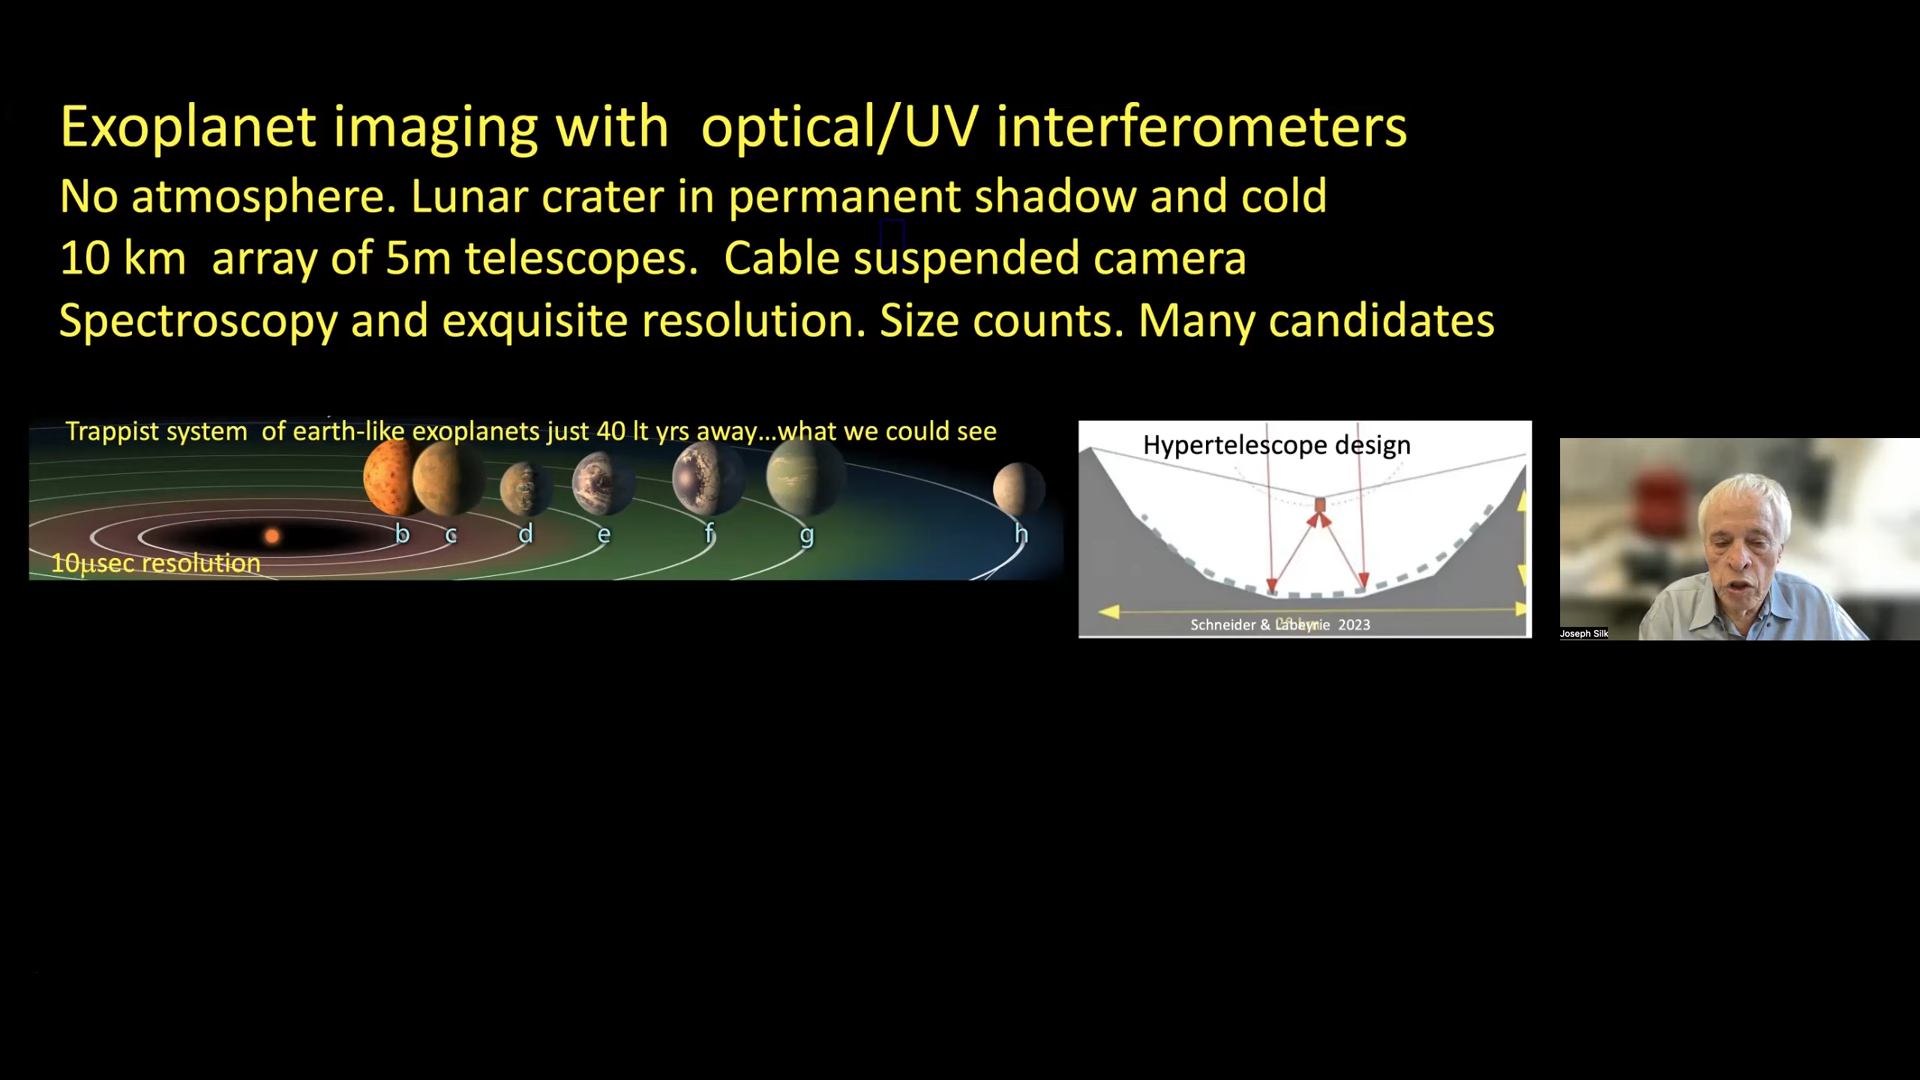 Exoplanet imaging with optical/UV interferometers
No atmosphere. Lunar crater in permanent shadow and cold
10 km array of 5m telescopes. Cable suspended camera
Spectroscopy and exquisite resolution. Size counts. Many candidates
Trappist system of earth-like exoplanets just 40 lt yrs away...what we could see
b c d e f g h
10μsec resolution
Hypertelescope design
Schneider & Labeyrie 2023
Joseph Silk